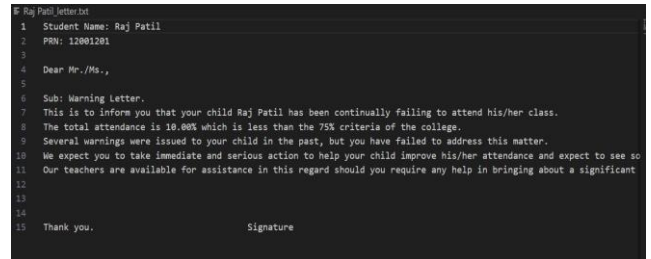 Raj Patil_letter.txt
1 Student Name: Raj Patil
2 PRN: 12001201
3
4 Dear Mr./Ms.,
5
6 Sub: Warning Letter.
7 This is to inform you that your child Raj Patil has been continually failing to attend his/her class.
8 The total attendance is 10.00% which is less than the 75% criteria of the college.
9 Several warnings were issued to your child in the past, but you have failed to address this matter.
10 We expect you to take immediate and serious action to help your child improve his/her attendance and expect to see so
11 Our teachers are available for assistance in this regard should you require any help in bringing about a significant
12
13
14
15 Thank you. Signature